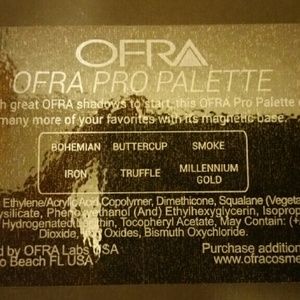 OFRA
OFRA PRO PALETTE
great OFRA shadows to start, this OFRA Pro Palette
many more of your favorites with its magnetic base.
BOHEMIAN BUTTERCUP SMOKE
IRON TRUFFLE MILLENNIUM GOLD
Ethylene/Acrylic Acid Copolymer, Dimethicone, Squalane (Vegeta
ysilicate, Phenoxyethanol (And) Ethylhexylglycerin, Isoprop
Hydrogenated Lecithin, Tocopheryl Acetate, May Contain: (+
Dioxide, Iron Oxides, Bismuth Oxychloride.
d by OFRA Labs USA
o Beach FL USA
Purchase addition
www.ofracosme